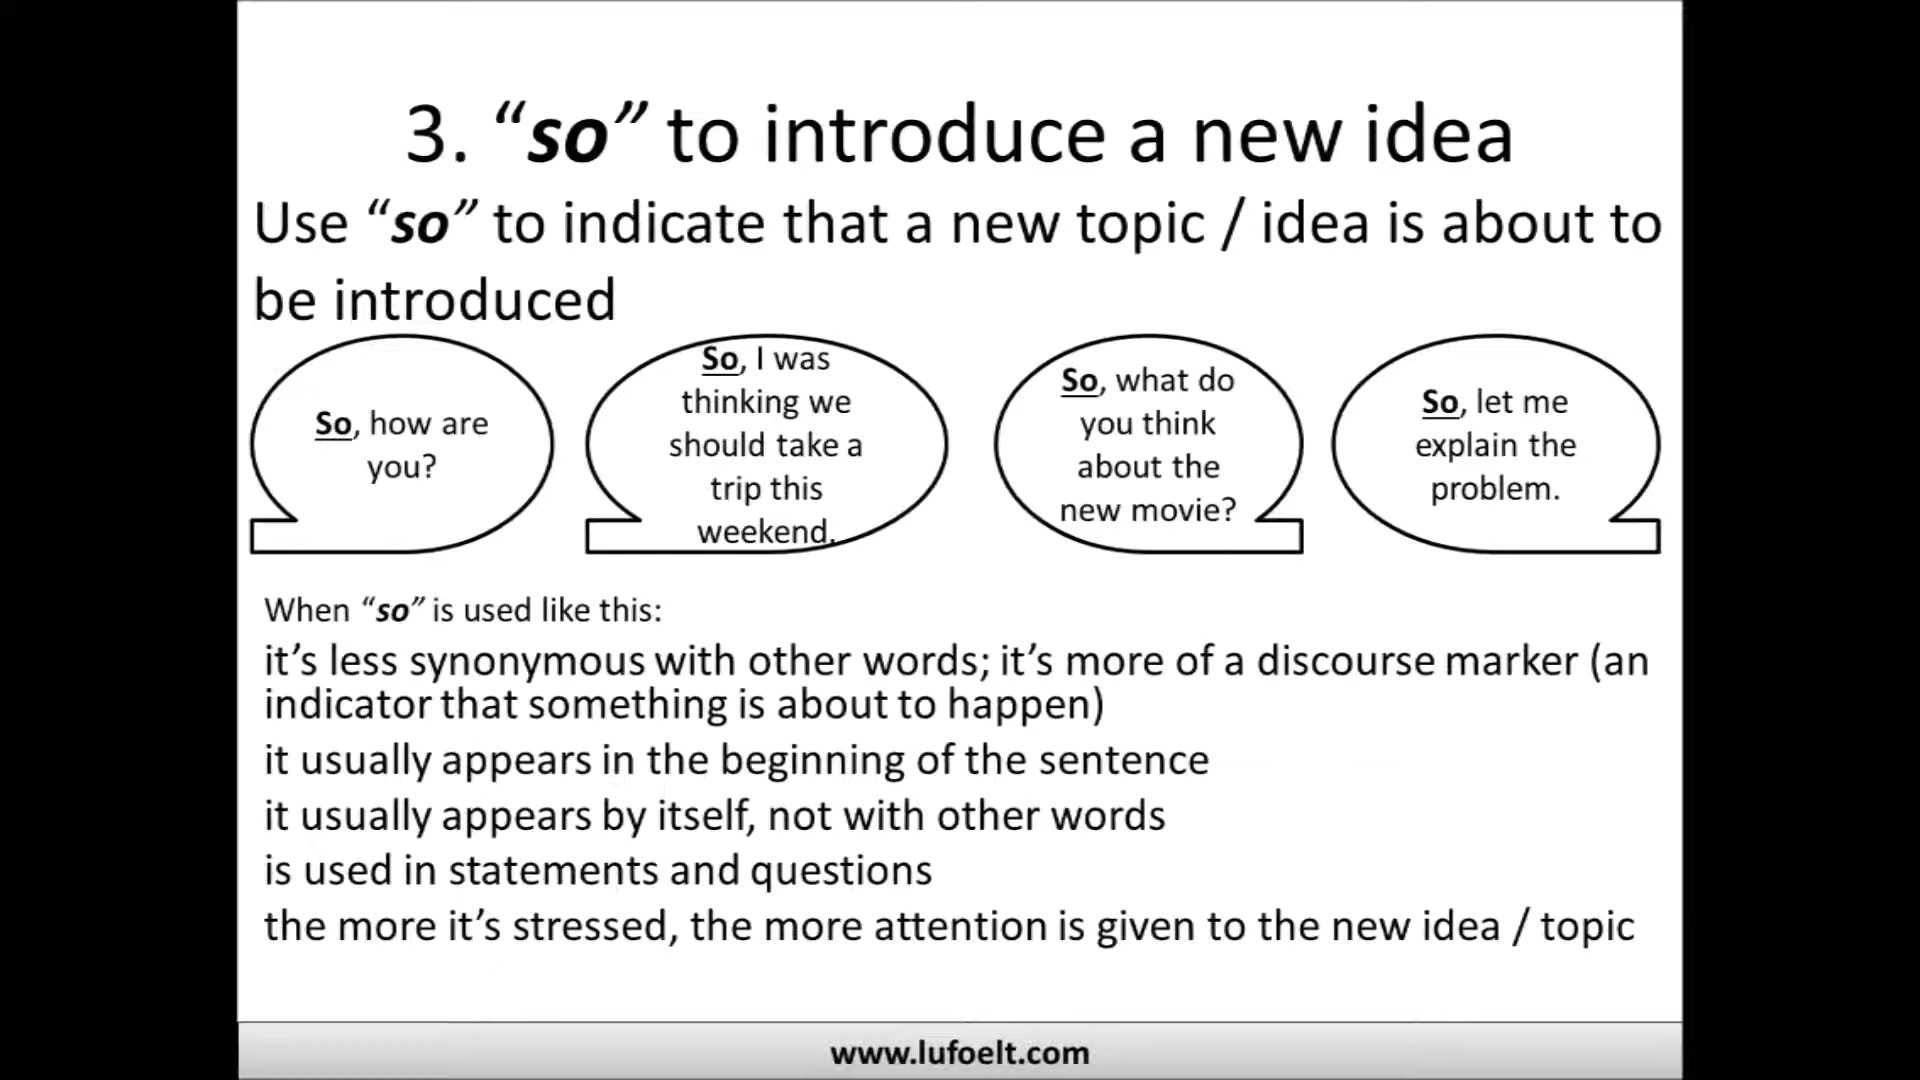 3. “so” to introduce a new idea
Use “so” to indicate that a new topic / idea is about to
be introduced
So, how are
you?
So, I was
thinking we
should take a
trip this
weekend.
So, what do
you think
about the
new movie?
So, let me
explain the
problem.
When “so” is used like this:
it’s less synonymous with other words; it’s more of a discourse marker (an
indicator that something is about to happen)
it usually appears in the beginning of the sentence
it usually appears by itself, not with other words
is used in statements and questions
the more it’s stressed, the more attention is given to the new idea / topic
www.lufoelt.com